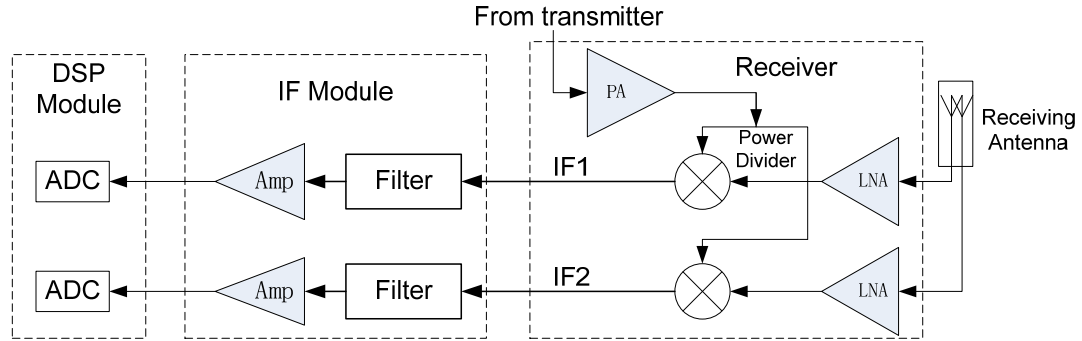 From transmitter
DSP
Module
IF Module
Receiver
PA
Power
Divider
Receiving
Antenna
ADC
Amp
Filter
IF1
LNA
ADC
Amp
Filter
IF2
LNA